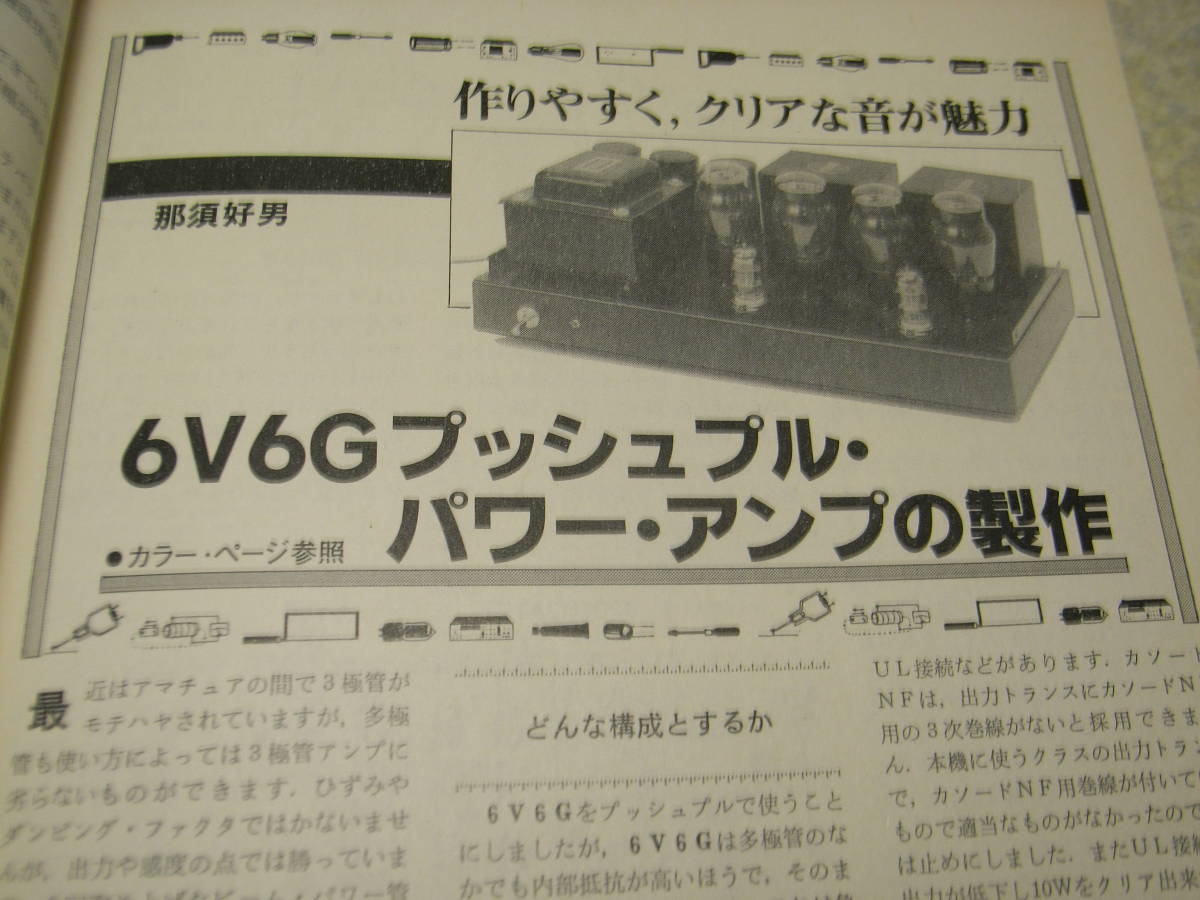 作りやすく，クリアな音が魅力
那須好男
6V6Gプッシュプル・
パワー・アンプの製作
●カラー・ページ参照
最近はアマチュアの間で3極管が
モテハヤされていますが，多極
管も使い方によっては3極管アンプに
劣らないものができます．ひずみや
ダンピング・ファクタではかないませ
んが，出力や感度の点では勝っていま
どんな構成とするか
6V6Gをプッシュプルで使うこと
にしましたが，6V6Gは多極管のな
かでも内部抵抗が高いほうで，そのま
UL接続などがあります．カソード
NFは，出力トランスにカソードN
用の3次巻線がないと採用できま
ん．本機に使うクラスの出力トラン
で，カソードNF用巻線が付いて
もので適当なものがなかったので
は止めにしました．またUL接続
出力が低下し10Wをクリア出来